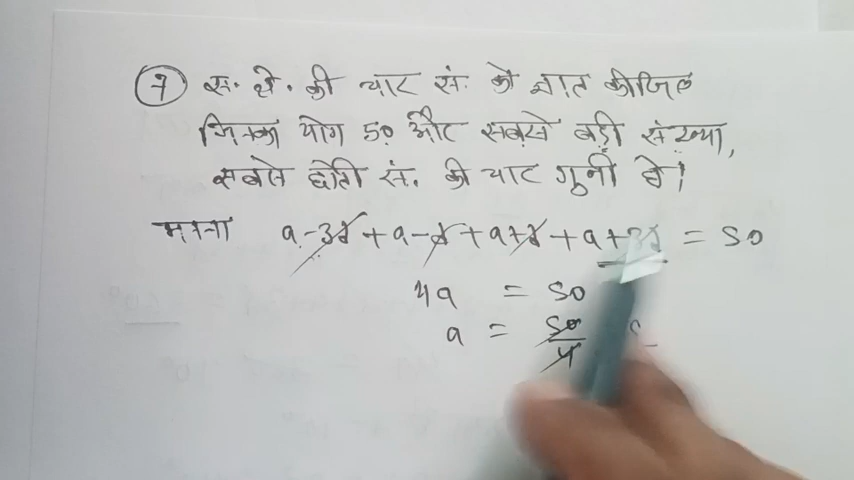 7 स. श्रे. की चार सं. को ज्ञात कीजिए
जिनका योग 50 और सबसे बड़ी संख्या,
सबसे छोटी सं. की चार गुनी है।
माना a-3d + a-d + a+d + a+3d = 50
4a = 50
a = 50/4